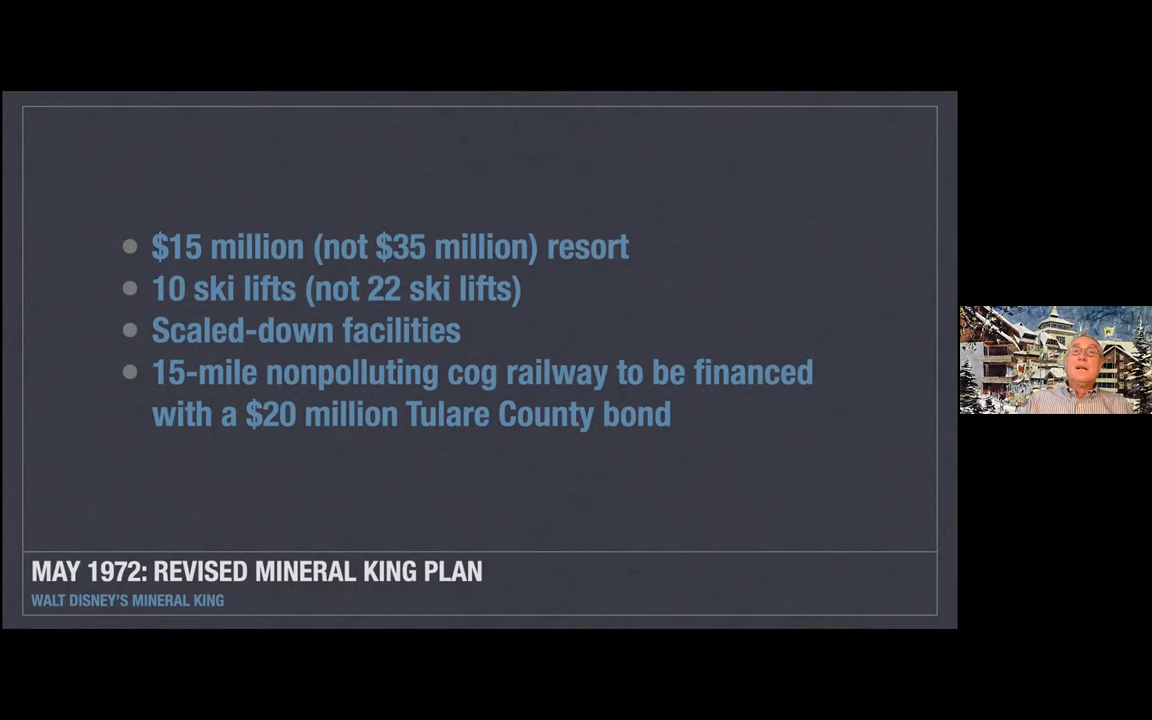 $15 million (not $35 million) resort
10 ski lifts (not 22 ski lifts)
Scaled-down facilities
15-mile nonpolluting cog railway to be financed
with a $20 million Tulare County bond
MAY 1972: REVISED MINERAL KING PLAN
WALT DISNEY'S MINERAL KING